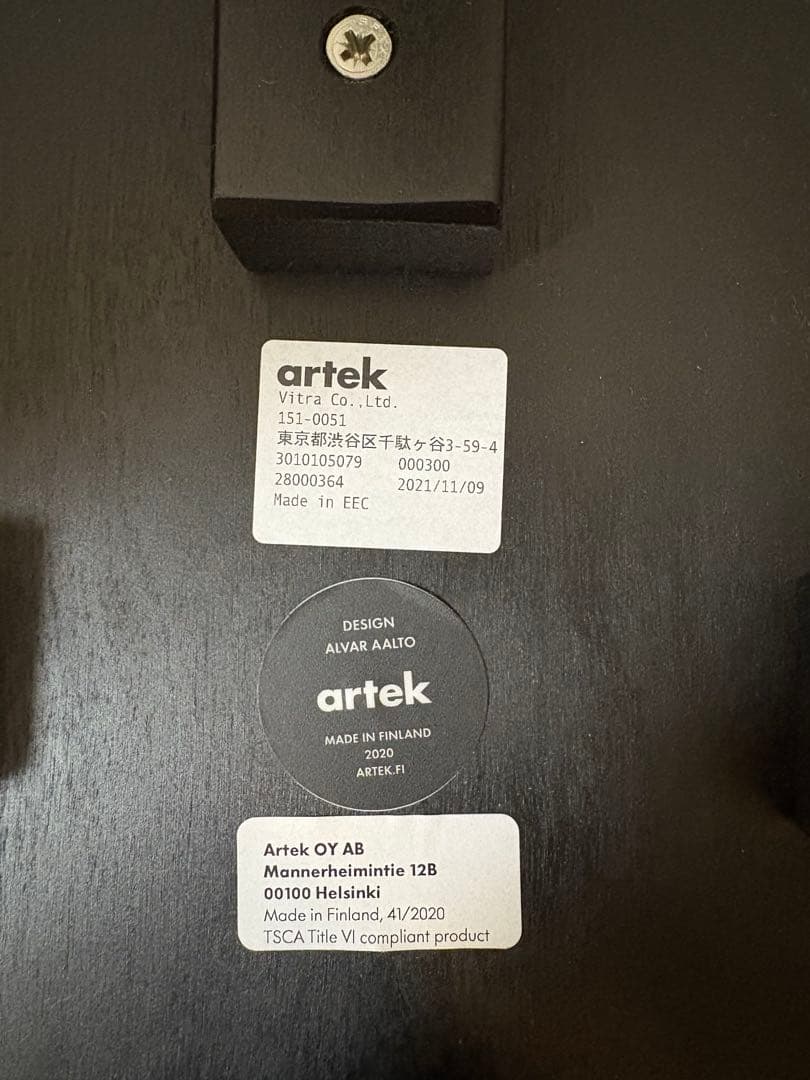 artek
Vitra Co.,Ltd.
151-0051
東京都渋谷区千駄ヶ谷3-59-4
3010105079 000300
28000364 2021/11/09
Made in EEC
DESIGN
ALVAR AALTO
artek
MADE IN FINLAND
2020
ARTEK.FI
Artek OY AB
Mannerheimintie 12B
00100 Helsinki
Made in Finland, 41/2020
TSCA Title VI compliant product